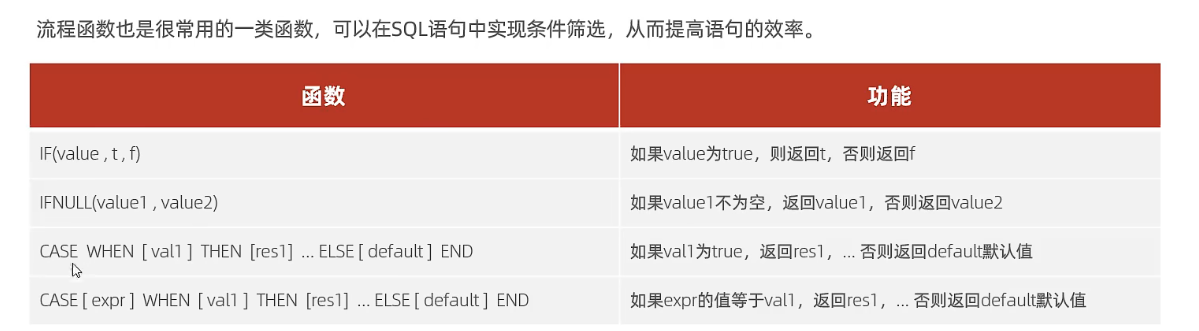 流程函数也是很常用的一类函数，可以在SQL语句中实现条件筛选，从而提高语句的效率。
函数 功能
IF(value , t , f) 如果value为true，则返回t，否则返回f
IFNULL(value1 , value2) 如果value1不为空，返回value1，否则返回value2
CASE WHEN [ val1 ] THEN [res1] ... ELSE [ default ] END 如果val1为true，返回res1，... 否则返回default默认值
CASE [ expr ] WHEN [ val1 ] THEN [res1] ... ELSE [ default ] END 如果expr的值等于val1，返回res1，... 否则返回default默认值